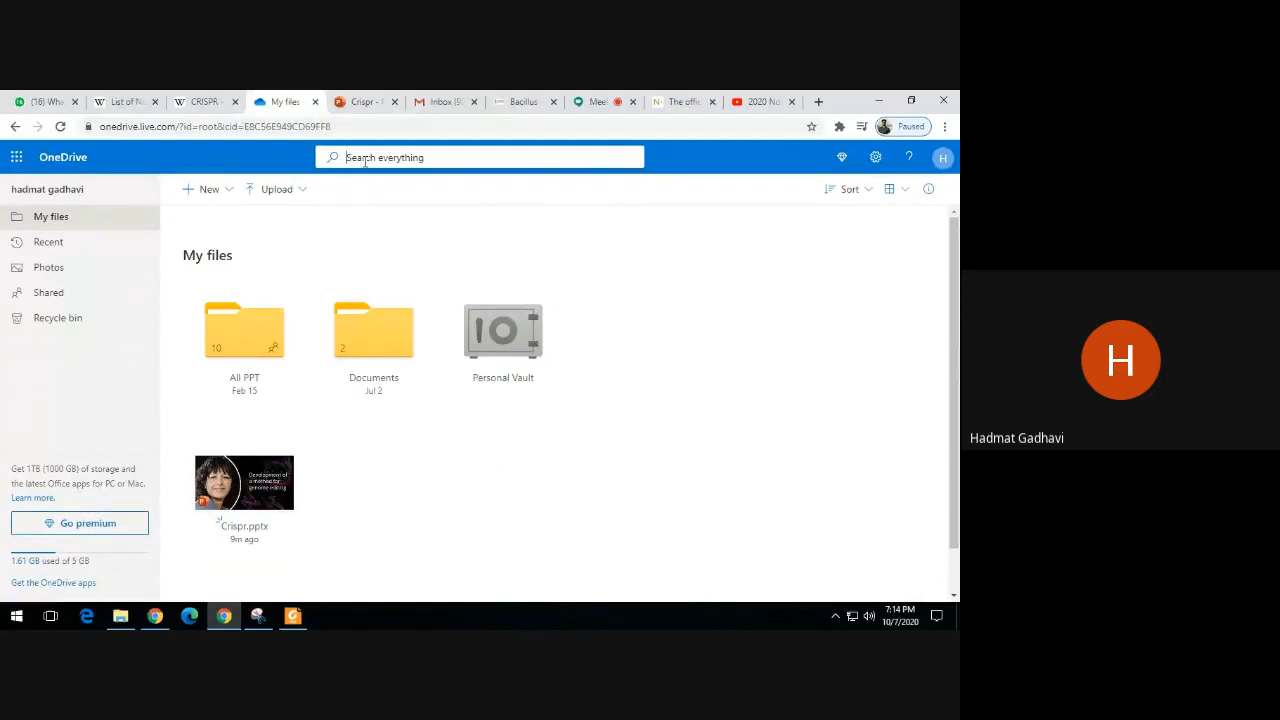 (16) Wha
List of N
CRISPR -
My files -
Crispr -
Inbox (9
Bacillus
Meet
The offi
2020 No
onedrive.live.com/?id=root&cid=E8C56E949CD69FF8
Paused
OneDrive
Search everything
H
hadmat gadhavi
New
Upload
Sort
My files
Recent
Photos
Shared
Recycle bin
My files
10
2
All PPT
Feb 15
Documents
Jul 2
Personal Vault
Development of
a method for
genome editing
Crispr.pptx
9m ago
Get 1TB (1000 GB) of storage and
the latest Office apps for PC or Mac.
Learn more.
Go premium
1.61 GB used of 5 GB
Get the OneDrive apps
7:14 PM
10/7/2020
H
Hadmat Gadhavi